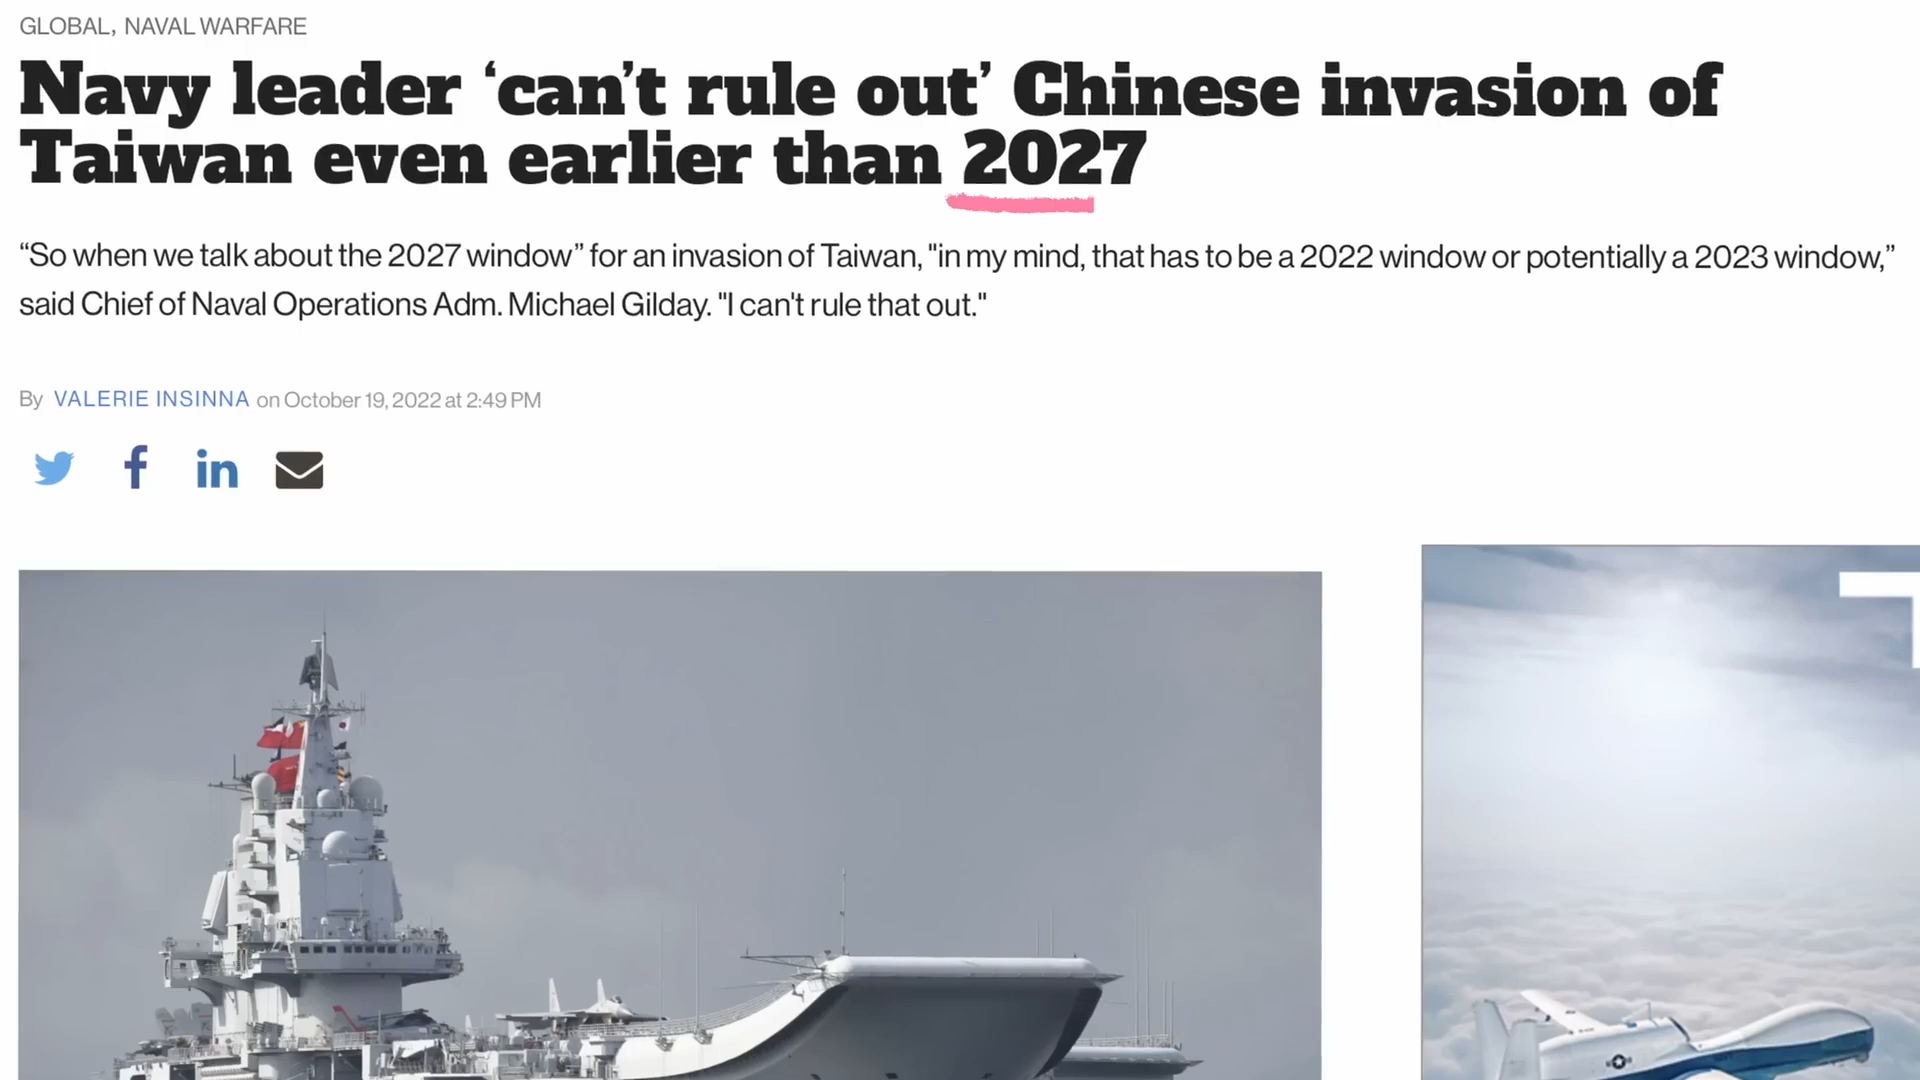 GLOBAL, NAVAL WARFARE
Navy leader ‘can’t rule out’ Chinese invasion of
Taiwan even earlier than 2027
“So when we talk about the 2027 window” for an invasion of Taiwan, "in my mind, that has to be a 2022 window or potentially a 2023 window,”
said Chief of Naval Operations Adm. Michael Gilday. "I can't rule that out."
By VALERIE INSINNA on October 19, 2022 at 2:49 PM